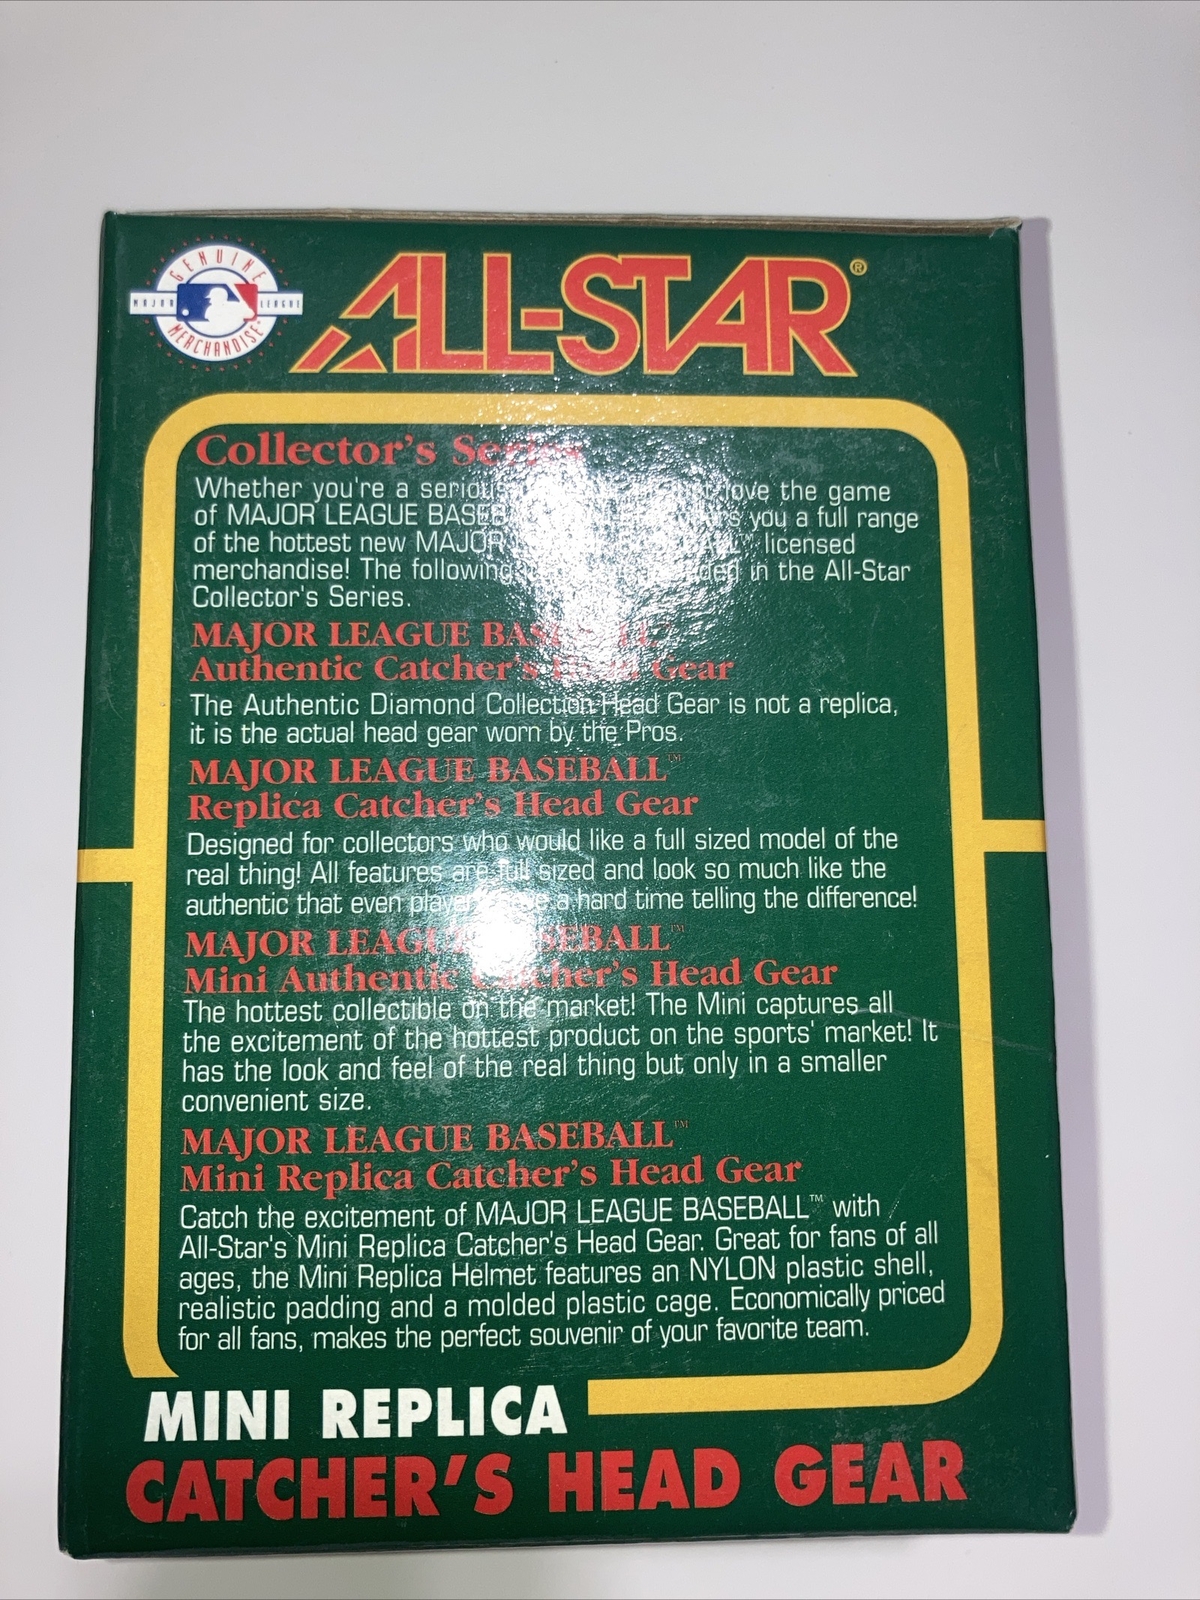 GENUINE
MAJOR LEAGUE
MERCHANDISE
ALL-STAR®
Collector's Series
Whether you're a serious love the game
of MAJOR LEAGUE you a full range
of the hottest new MAJOR licensed
merchandise! The following in the All-Star
Collector's Series.
MAJOR LEAGUE BASEBALL™
Authentic Catcher's Head Gear
The Authentic Diamond Collection Head Gear is not a replica,
it is the actual head gear worn by the Pros.
MAJOR LEAGUE BASEBALL™
Replica Catcher's Head Gear
Designed for collectors who would like a full sized model of the
real thing! All features are full sized and look so much like the
authentic that even a hard time telling the difference!
MAJOR LEAGUE BASEBALL™
Mini Authentic Catcher's Head Gear
The hottest collectible on the market! The Mini captures all
the excitement of the hottest product on the sports' market! It
has the look and feel of the real thing but only in a smaller
convenient size.
MAJOR LEAGUE BASEBALL™
Mini Replica Catcher's Head Gear
Catch the excitement of MAJOR LEAGUE BASEBALL™ with
All-Star's Mini Replica Catcher's Head Gear. Great for fans of all
ages, the Mini Replica Helmet features an NYLON plastic shell,
realistic padding and a molded plastic cage. Economically priced
for all fans, makes the perfect souvenir of your favorite team.
MINI REPLICA
CATCHER'S HEAD GEAR